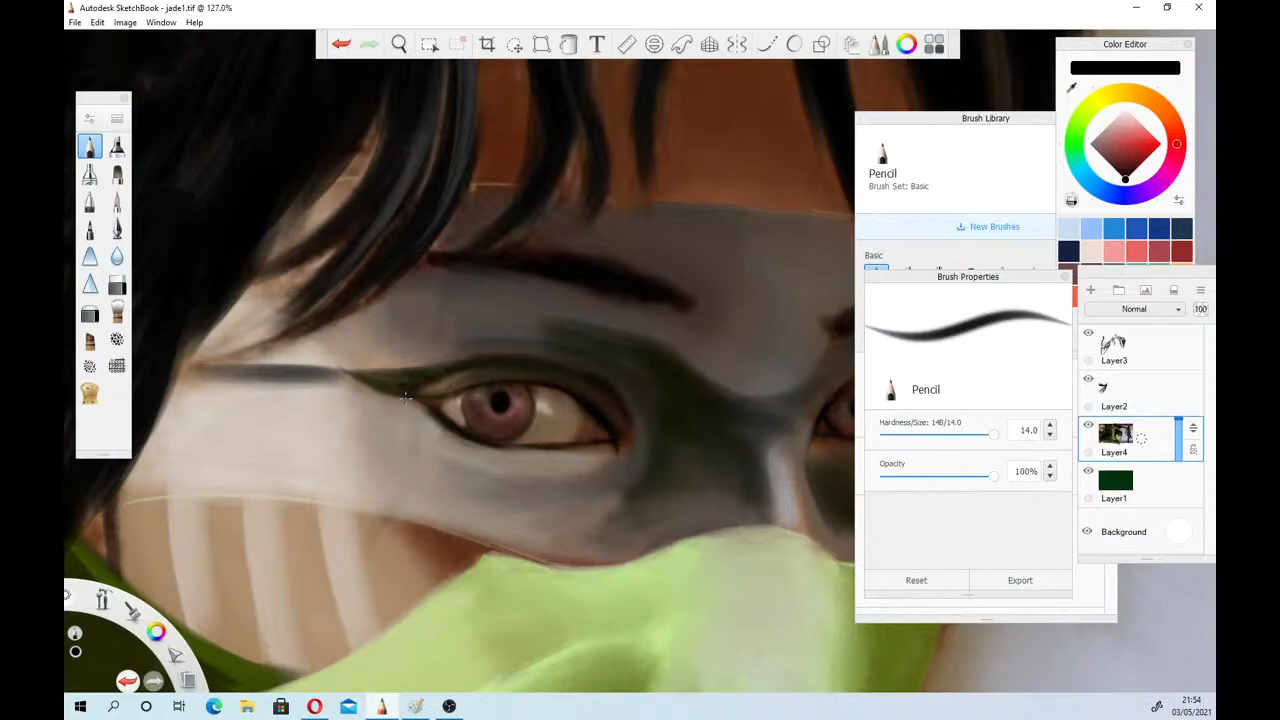 Autodesk SketchBook - jade1.tif @ 127.0%
File Edit Image Window Help
T
Color Editor
Brush Library
Pencil
Brush Set: Basic
New Brushes
Basic
Brush Properties
Pencil
Hardness/Size: 14B/14.0
14.0
Opacity
100%
Reset Export
Normal 100
Layer3
Layer2
Layer4
Layer1
Background
21:54
03/05/2021